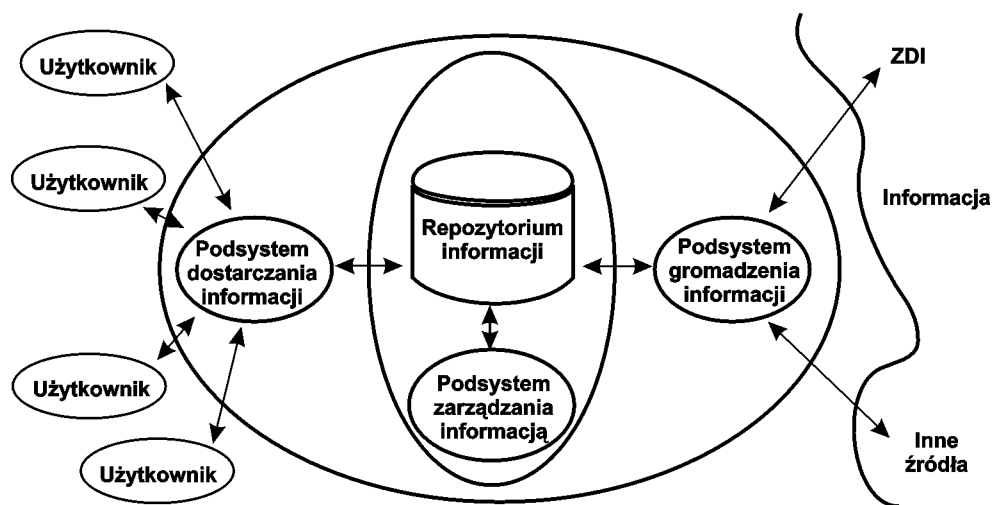 Użytkownik
Użytkownik
Użytkownik
Użytkownik
Podsystem
dostarczania
informacji
Repozytorium
informacji
Podsystem
zarządzania
informacją
Podsystem
gromadzenia
informacji
ZDI
Informacja
Inne
źródła